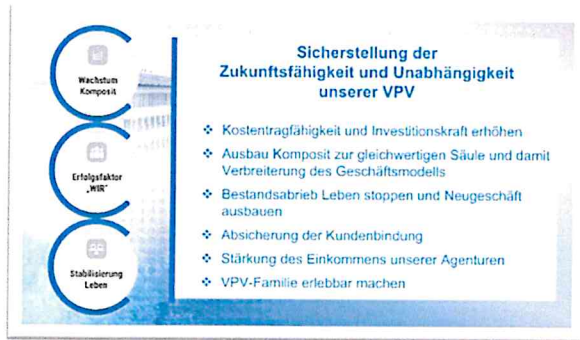 Wachstum
Komposit
Erfolgsfaktor
„WIR“
Stabilisierung
Leben
Sicherstellung der
Zukunftsfähigkeit und Unabhängigkeit
unserer VPV
❖ Kostentragfähigkeit und Investitionskraft erhöhen
❖ Ausbau Komposit zur gleichwertigen Säule und damit
Verbreiterung des Geschäftsmodells
❖ Bestandsabrieb Leben stoppen und Neugeschäft
ausbauen
❖ Absicherung der Kundenbindung
❖ Stärkung des Einkommens unserer Agenturen
❖ VPV-Familie erlebbar machen